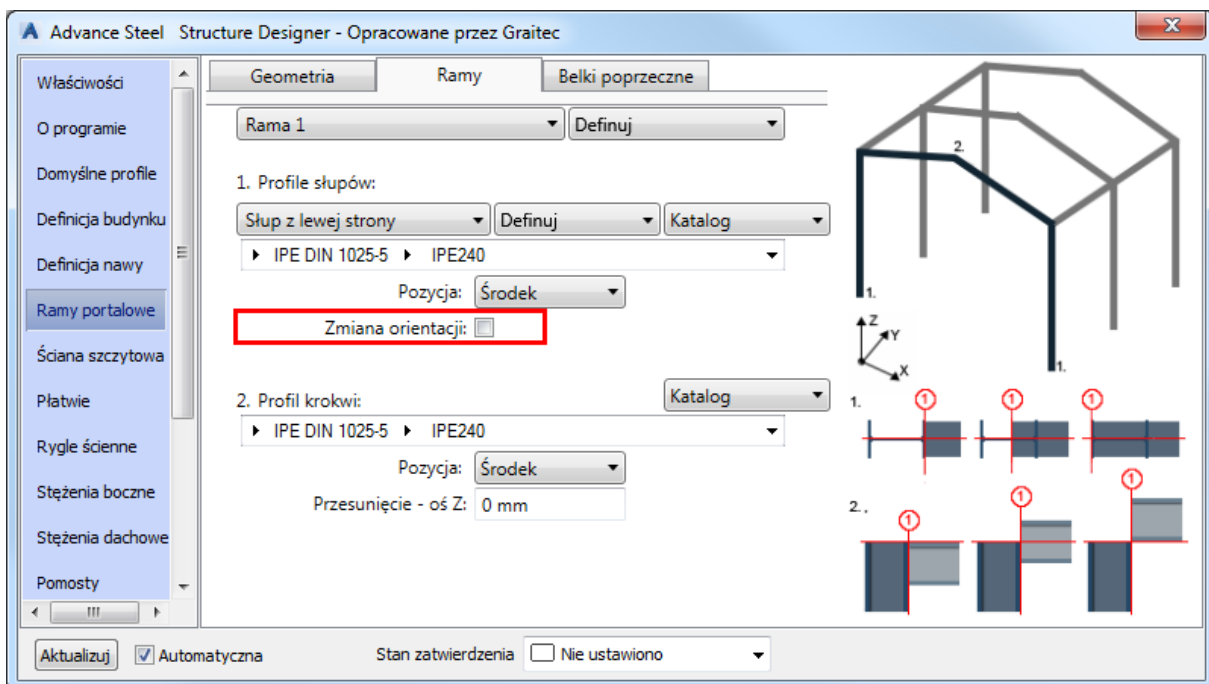 Advance Steel Structure Designer - Opracowane przez Graitec
X
Właściwości
O programie
Domyślne profile
Definicja budynku
Definicja nawy
Ramy portalowe
Ściana szczytowa
Płatwie
Rygle ścienne
Stężenia boczne
Stężenia dachowe
Pomosty
Geometria Ramy Belki poprzeczne
Rama 1 Definuj
1. Profile słupów:
Słup z lewej strony Definuj Katalog
IPE DIN 1025-5 IPE240
Pozycja: Środek
Zmiana orientacji:
2. Profil krokwi: Katalog
IPE DIN 1025-5 IPE240
Pozycja: Środek
Przesunięcie - oś Z: 0 mm
2.
1.
1.
Z
Y
X
1. 1 1 1
2. , 1 1 1
Aktualizuj Automatyczna Stan zatwierdzenia Nie ustawiono